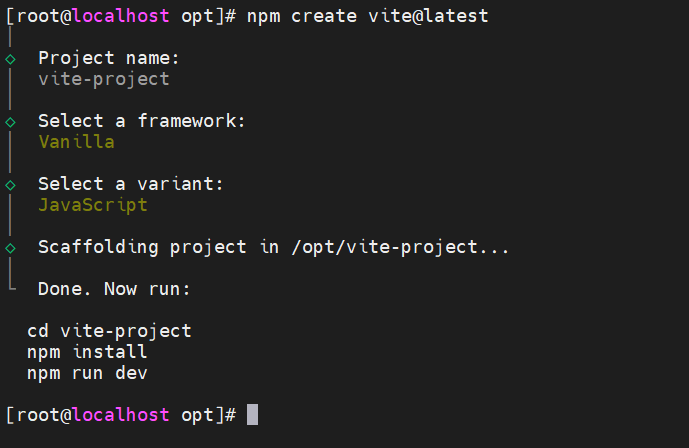 [root@localhost opt]# npm create vite@latest
Project name:
vite-project
Select a framework:
Vanilla
Select a variant:
JavaScript
Scaffolding project in /opt/vite-project...
Done. Now run:
cd vite-project
npm install
npm run dev
[root@localhost opt]#